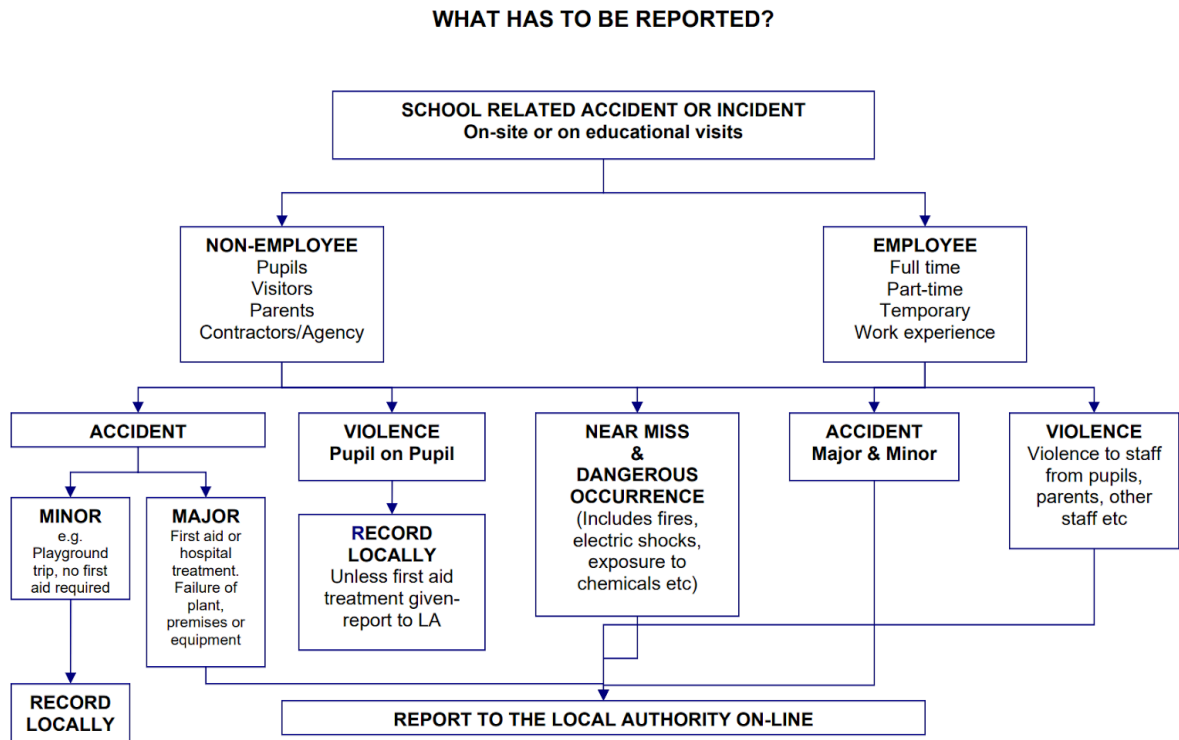 WHAT HAS TO BE REPORTED?
SCHOOL RELATED ACCIDENT OR INCIDENT
On-site or on educational visits
NON-EMPLOYEE
Pupils
Visitors
Parents
Contractors/Agency
EMPLOYEE
Full time
Part-time
Temporary
Work experience
ACCIDENT
VIOLENCE
Pupil on Pupil
NEAR MISS
&
DANGEROUS
OCCURRENCE
(Includes fires,
electric shocks,
exposure to
chemicals etc)
ACCIDENT
Major & Minor
VIOLENCE
Violence to staff
from pupils,
parents, other
staff etc
MINOR
e.g.
Playground
trip, no first
aid required
MAJOR
First aid or
hospital
treatment.
Failure of
plant,
premises or
equipment
RECORD
LOCALLY
Unless first aid
treatment given-
report to LA
RECORD
LOCALLY
REPORT TO THE LOCAL AUTHORITY ON-LINE